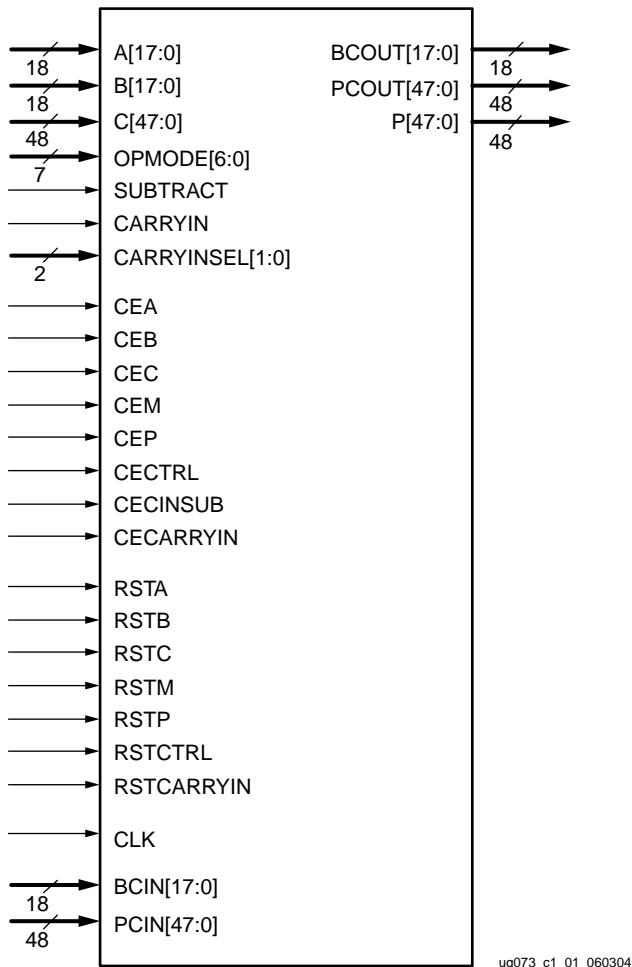 A[17:0] BCOUT[17:0]
18 18
B[17:0] PCOUT[47:0]
18 48
C[47:0] P[47:0]
48 48
OPMODE[6:0]
7
SUBTRACT
CARRYIN
CARRYINSEL[1:0]
2
CEA
CEB
CEC
CEM
CEP
CECTRL
CECINSUB
CECARRYIN
RSTA
RSTB
RSTC
RSTM
RSTP
RSTCTRL
RSTCARRYIN
CLK
BCIN[17:0]
18
PCIN[47:0]
48
ug073_c1_01_060304